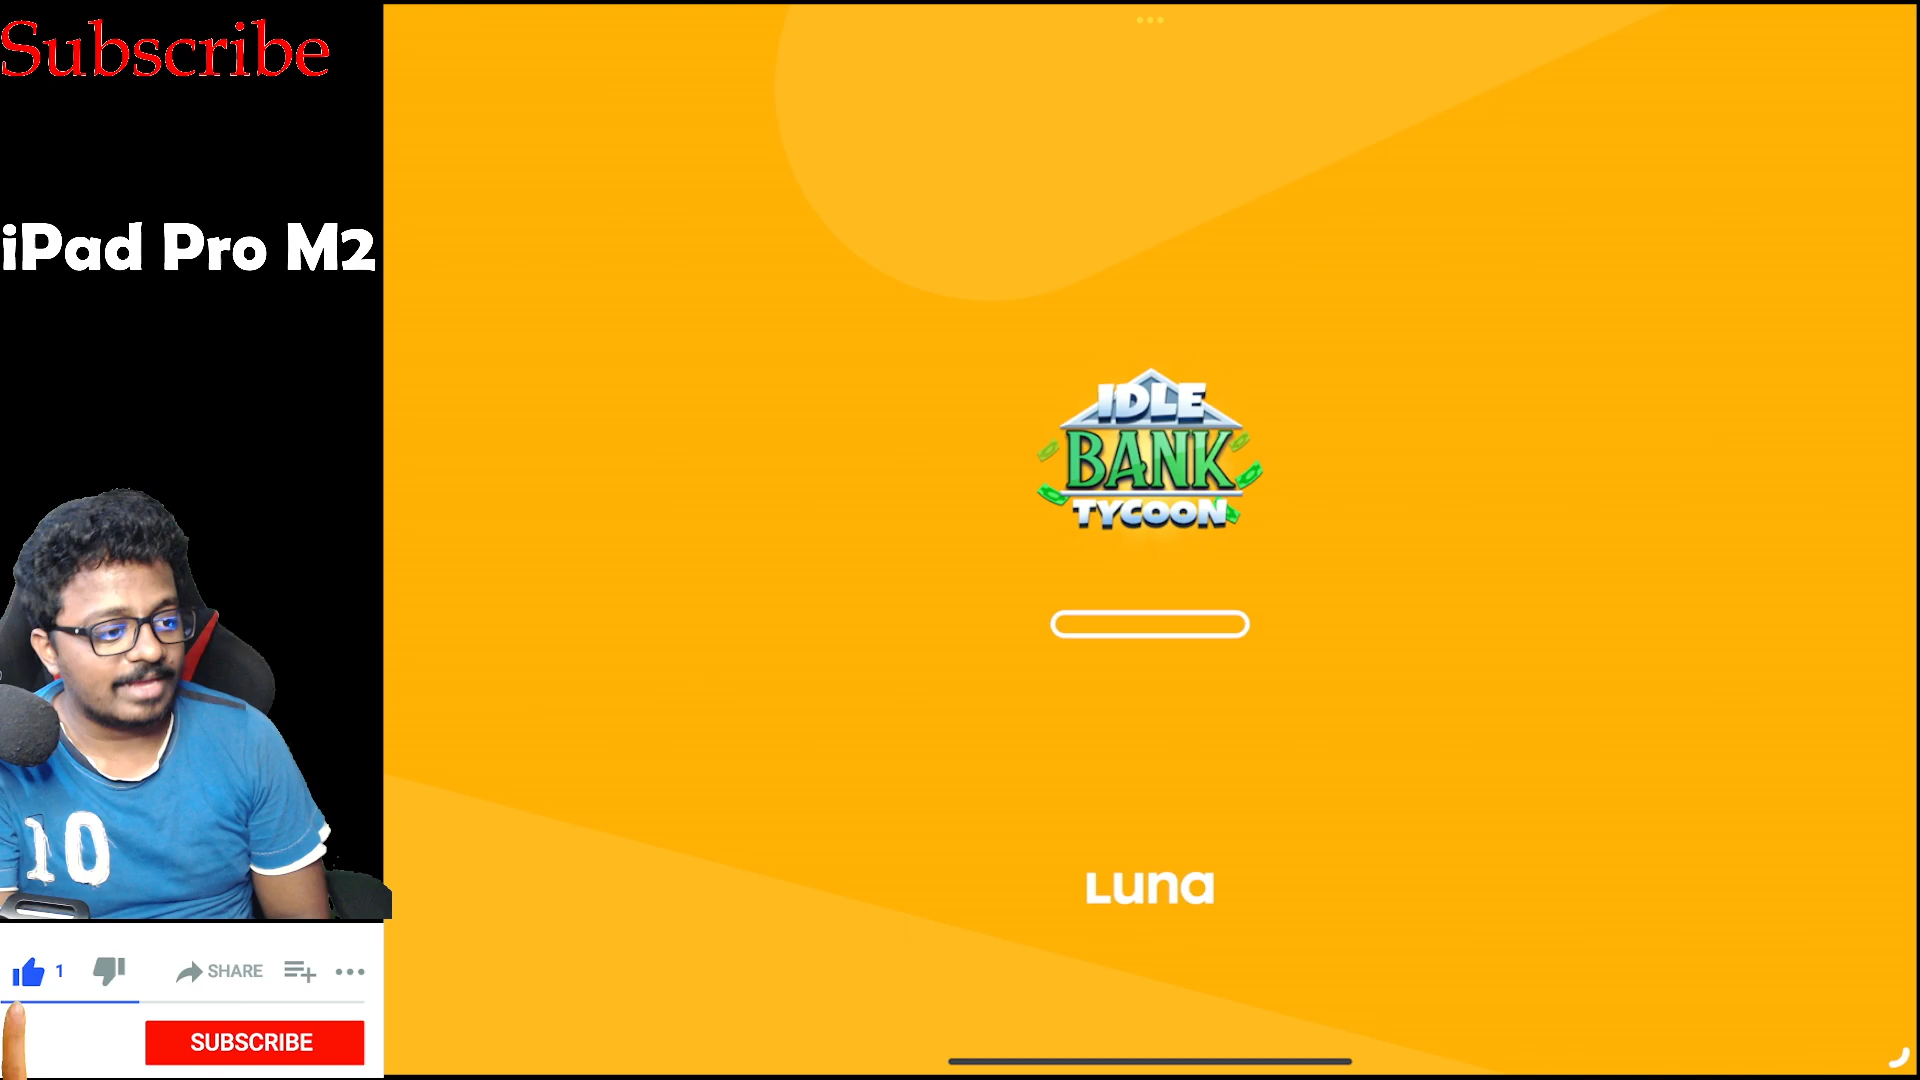 Subscribe
iPad Pro M2
IDLE
BANK
TYCOON
Luna
10
1
SHARE
SUBSCRIBE